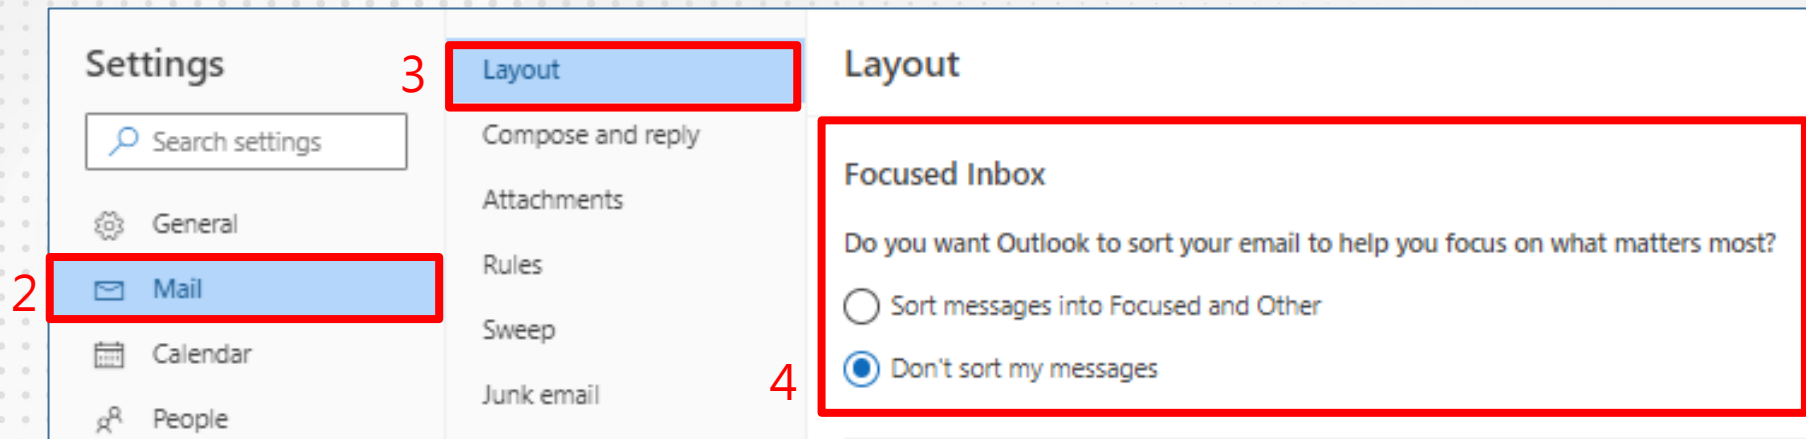 Settings
Search settings
General
2
Mail
Calendar
People
3
Layout
Compose and reply
Attachments
Rules
Sweep
Junk email
Layout
Focused Inbox
Do you want Outlook to sort your email to help you focus on what matters most?
Sort messages into Focused and Other
4
Don't sort my messages